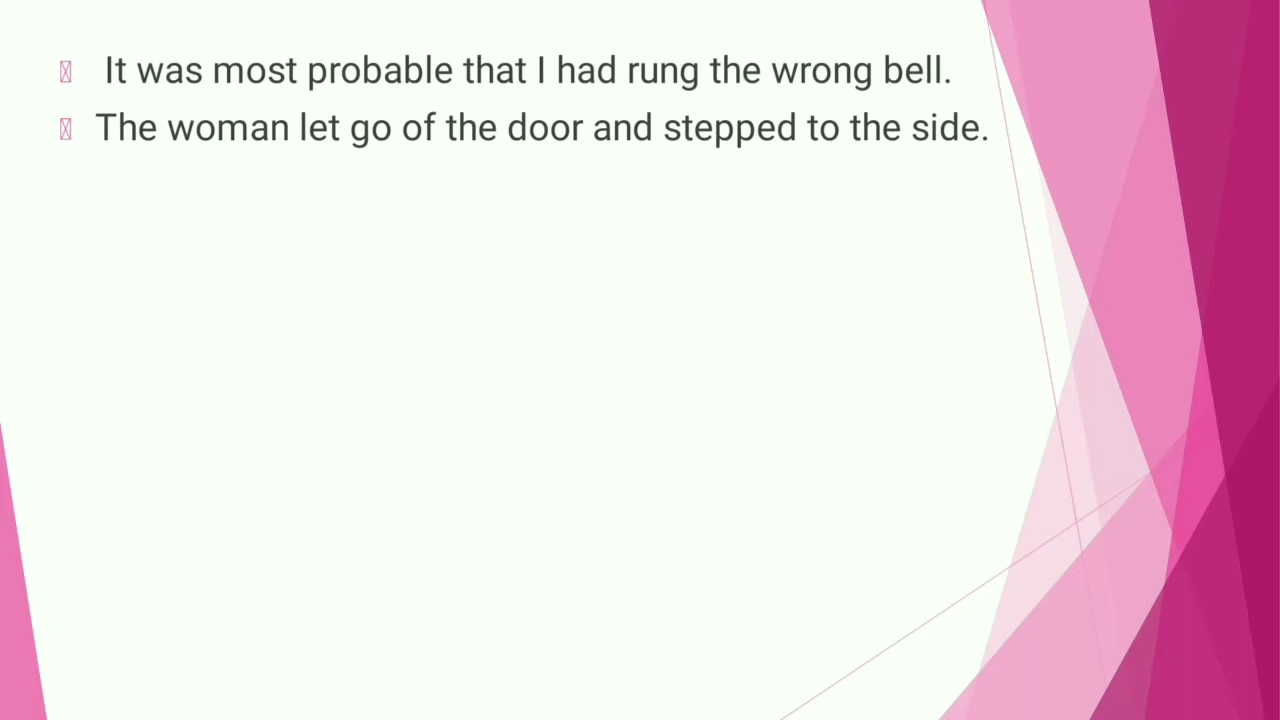 It was most probable that I had rung the wrong bell.
The woman let go of the door and stepped to the side.